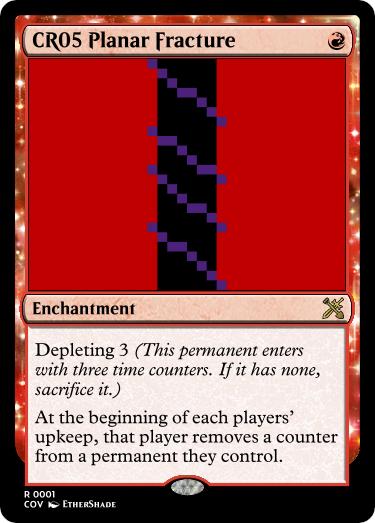 CR05 Planar Fracture
Enchantment
Depleting 3 (This permanent enters
with three time counters. If it has none,
sacrifice it.)
At the beginning of each players'
upkeep, that player removes a counter
from a permanent they control.
R 0001
COV EtherShade